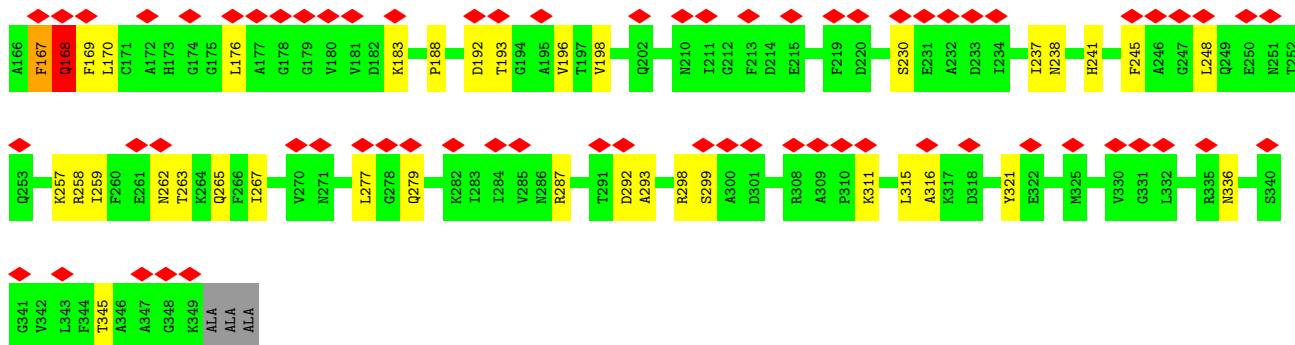 A166 F167 Q168 F169 L170 C171 A172 H173 G174 G175 L176 A177 G178 G179 V180 V181 D182 K183 P188 D192 T193 G194 A195 V196 T197 V198 Q202 N210 I211 G212 F213 D214 E215 F219 D220 S230 E231 A232 D233 I234 I237 N238 H241 F245 A246 G247 L248 Q249 E250 N251 T252
Q253 K257 R258 I259 F260 E261 N262 T263 K264 Q265 F266 I267 V270 N271 L277 G278 Q279 K282 I283 I284 V285 N286 R287 T291 D292 A293 R298 S299 A300 D301 R308 A309 P310 K311 L315 A316 K317 D318 Y321 E322 M325 V330 G331 L332 R335 N336 S340
G341 V342 L343 F344 T345 A346 A347 G348 K349 ALA ALA ALA